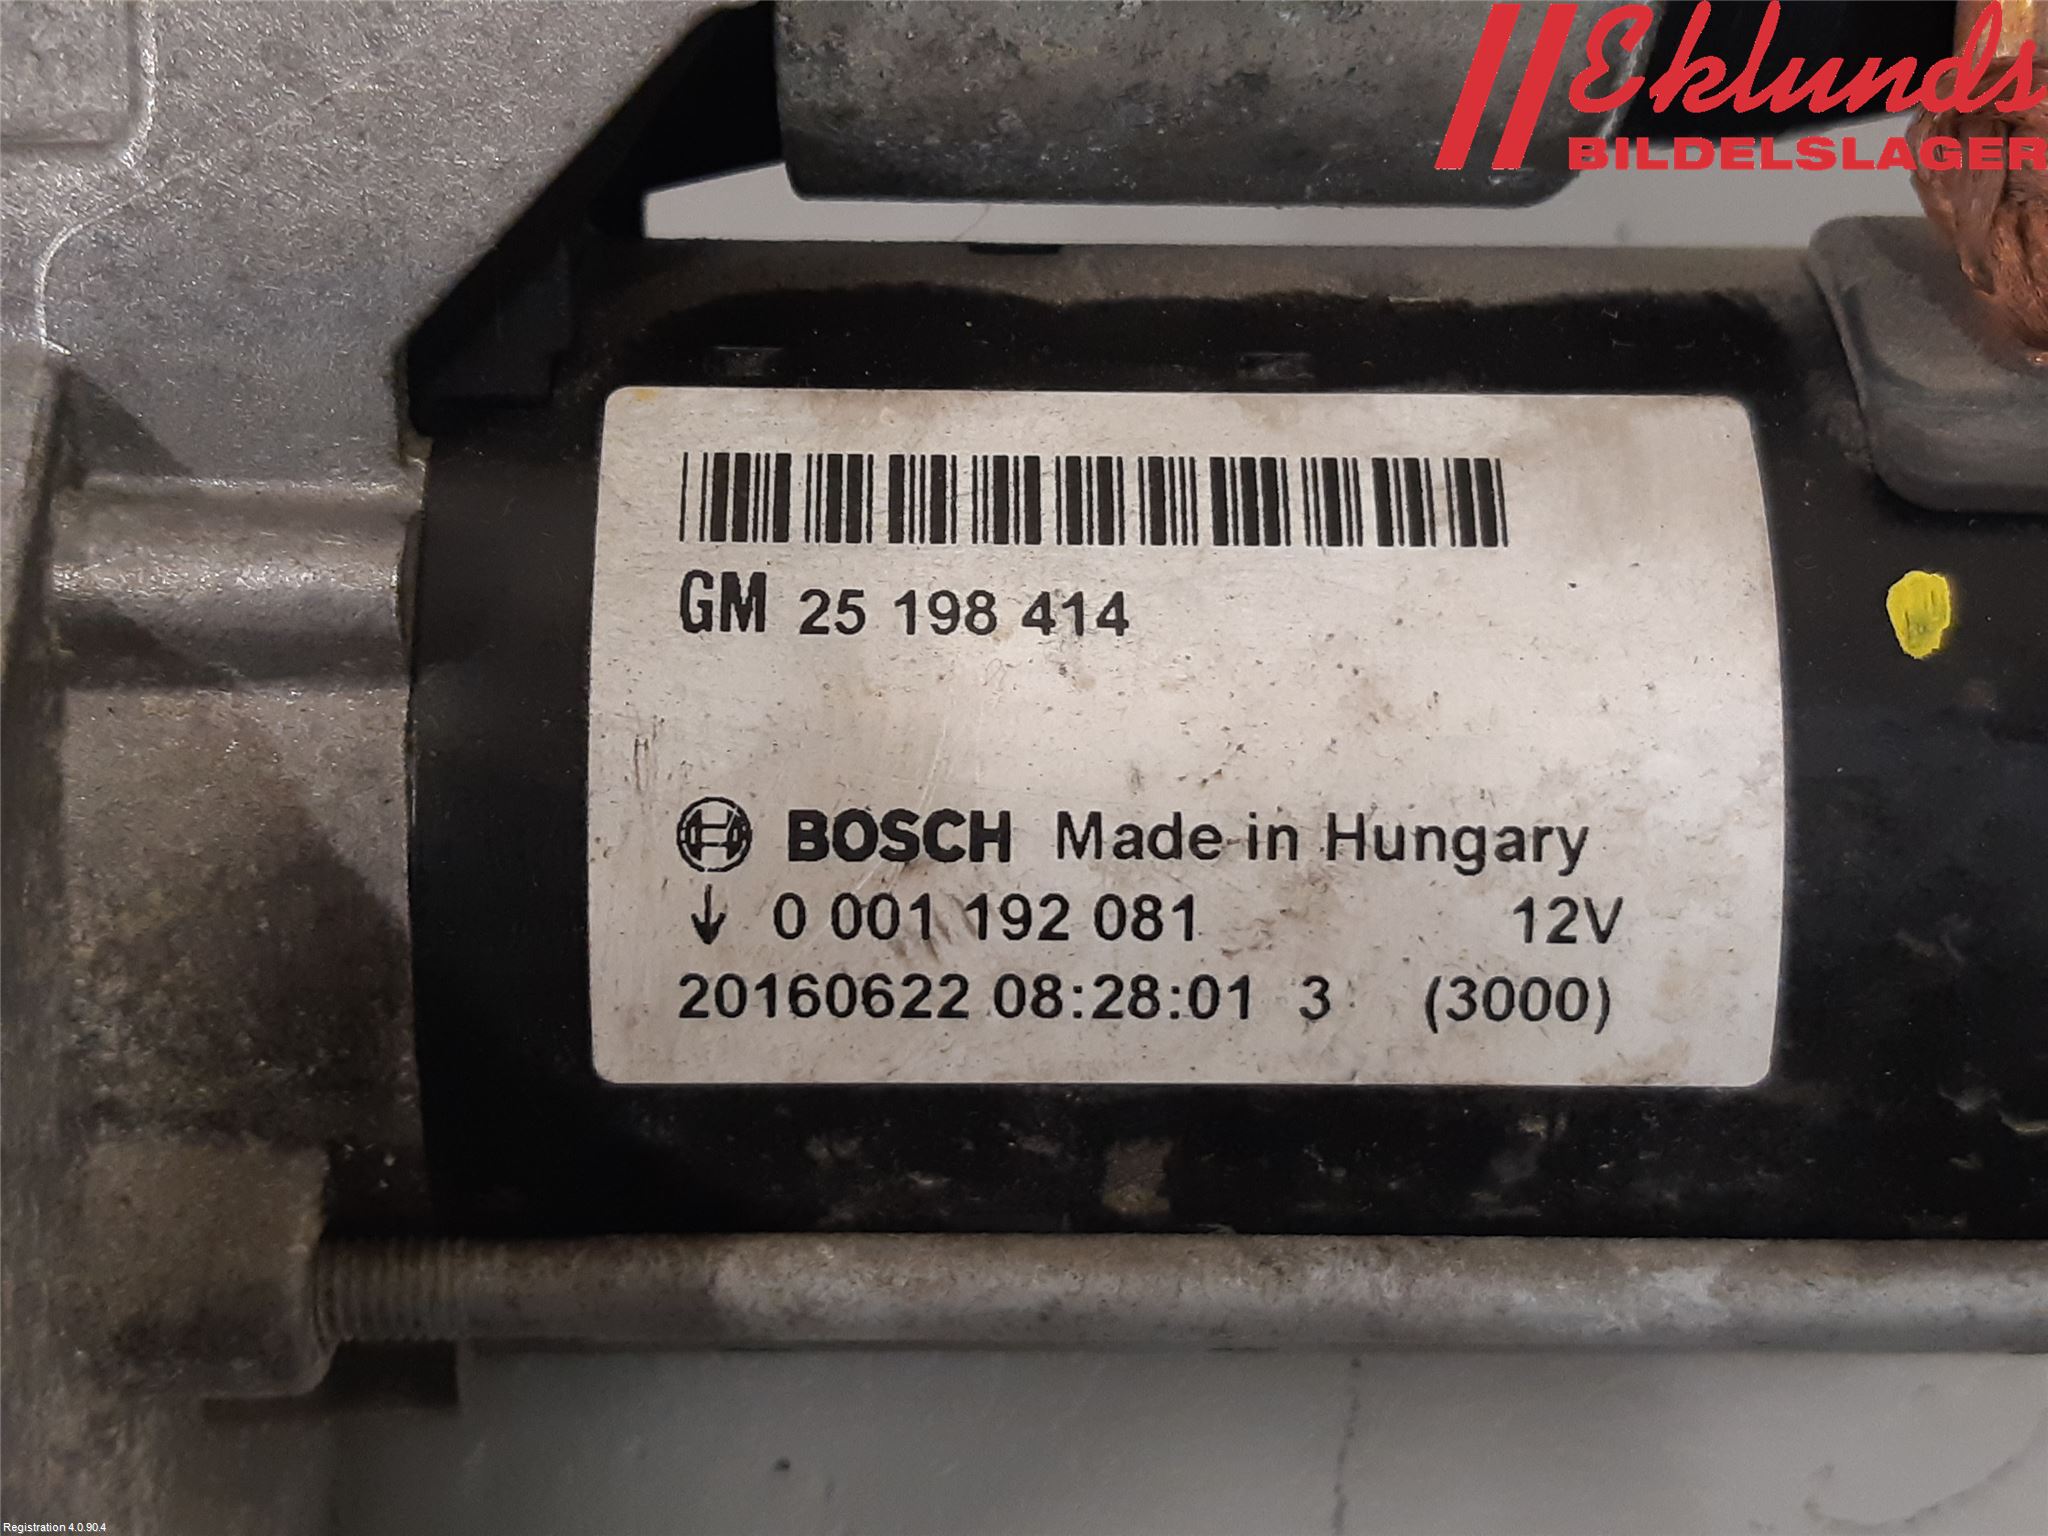 Eklunds
BILDELSLAGER
GM 25 198 414
BOSCH Made in Hungary
↓ 0 001 192 081 12V
20160622 08:28:01 3 (3000)
Registration 4.0.90.4